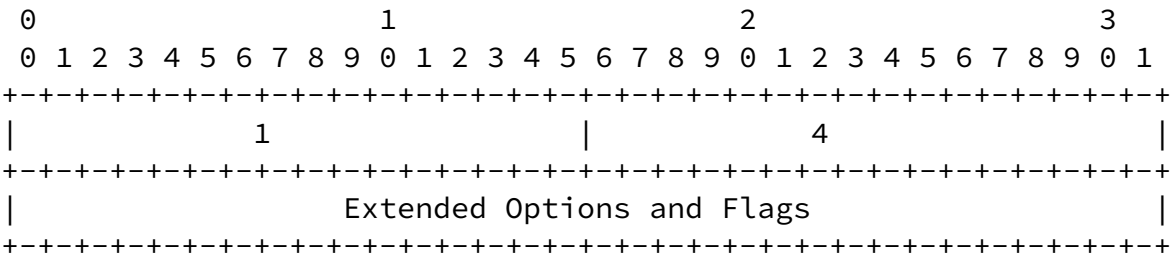 0                   1                   2                   3
 0 1 2 3 4 5 6 7 8 9 0 1 2 3 4 5 6 7 8 9 0 1 2 3 4 5 6 7 8 9 0 1
+-+-+-+-+-+-+-+-+-+-+-+-+-+-+-+-+-+-+-+-+-+-+-+-+-+-+-+-+-+-+-+-+
|             1                 |            4                  |
+-+-+-+-+-+-+-+-+-+-+-+-+-+-+-+-+-+-+-+-+-+-+-+-+-+-+-+-+-+-+-+-+
|                  Extended Options and Flags                   |
+-+-+-+-+-+-+-+-+-+-+-+-+-+-+-+-+-+-+-+-+-+-+-+-+-+-+-+-+-+-+-+-+